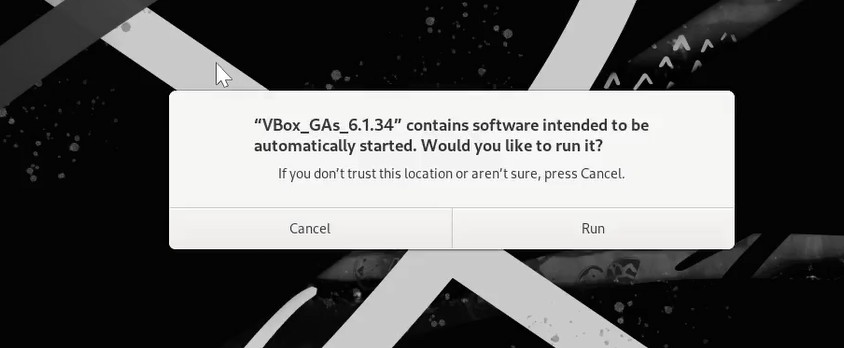 “VBox_GAs_6.1.34” contains software intended to be
automatically started. Would you like to run it?
If you don’t trust this location or aren’t sure, press Cancel.
Cancel
Run